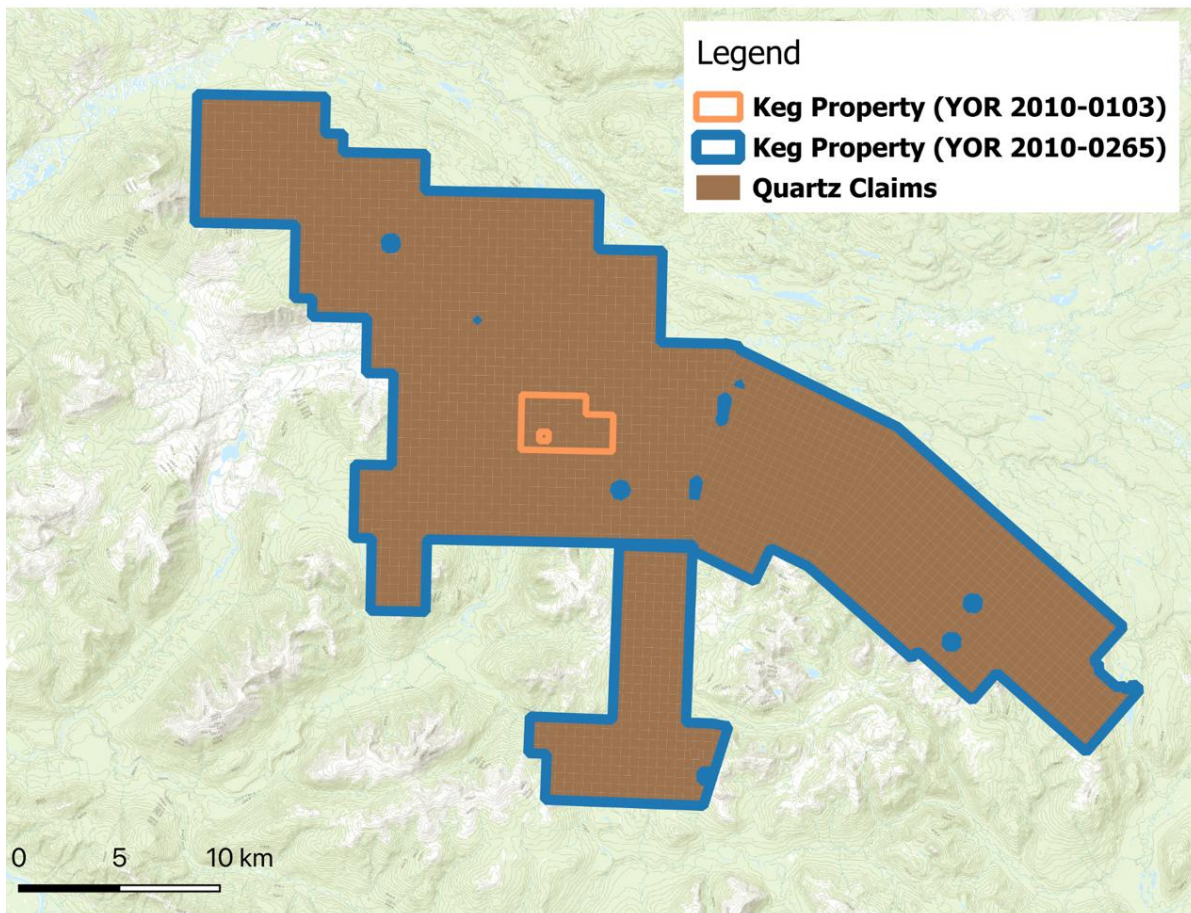 Legend
Keg Property (YOR 2010-0103)
Keg Property (YOR 2010-0265)
Quartz Claims
0 5 10 km